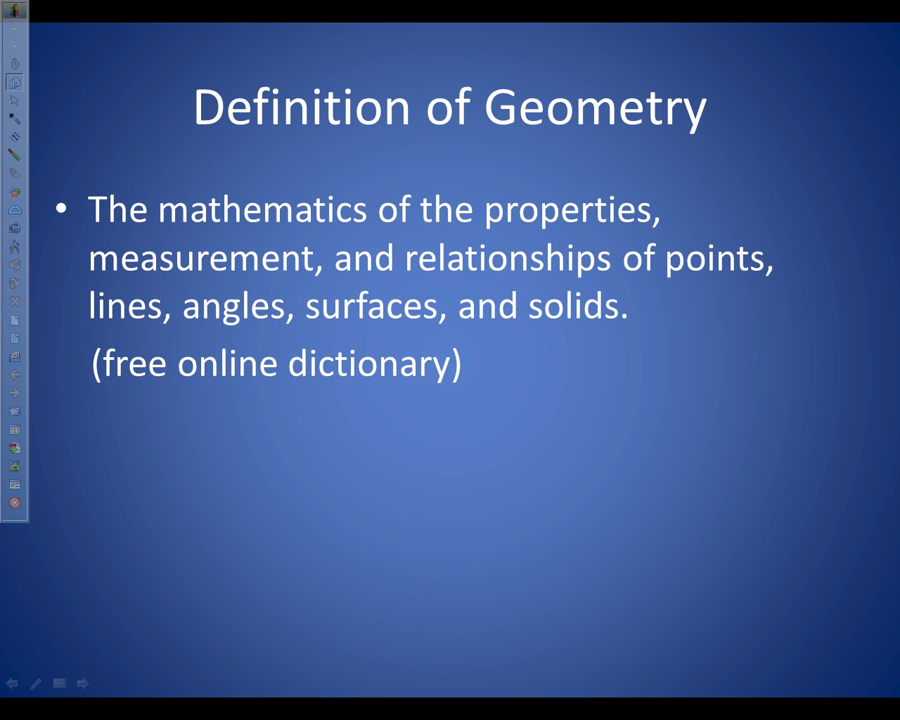 Definition of Geometry
• The mathematics of the properties,
measurement, and relationships of points,
lines, angles, surfaces, and solids.
(free online dictionary)